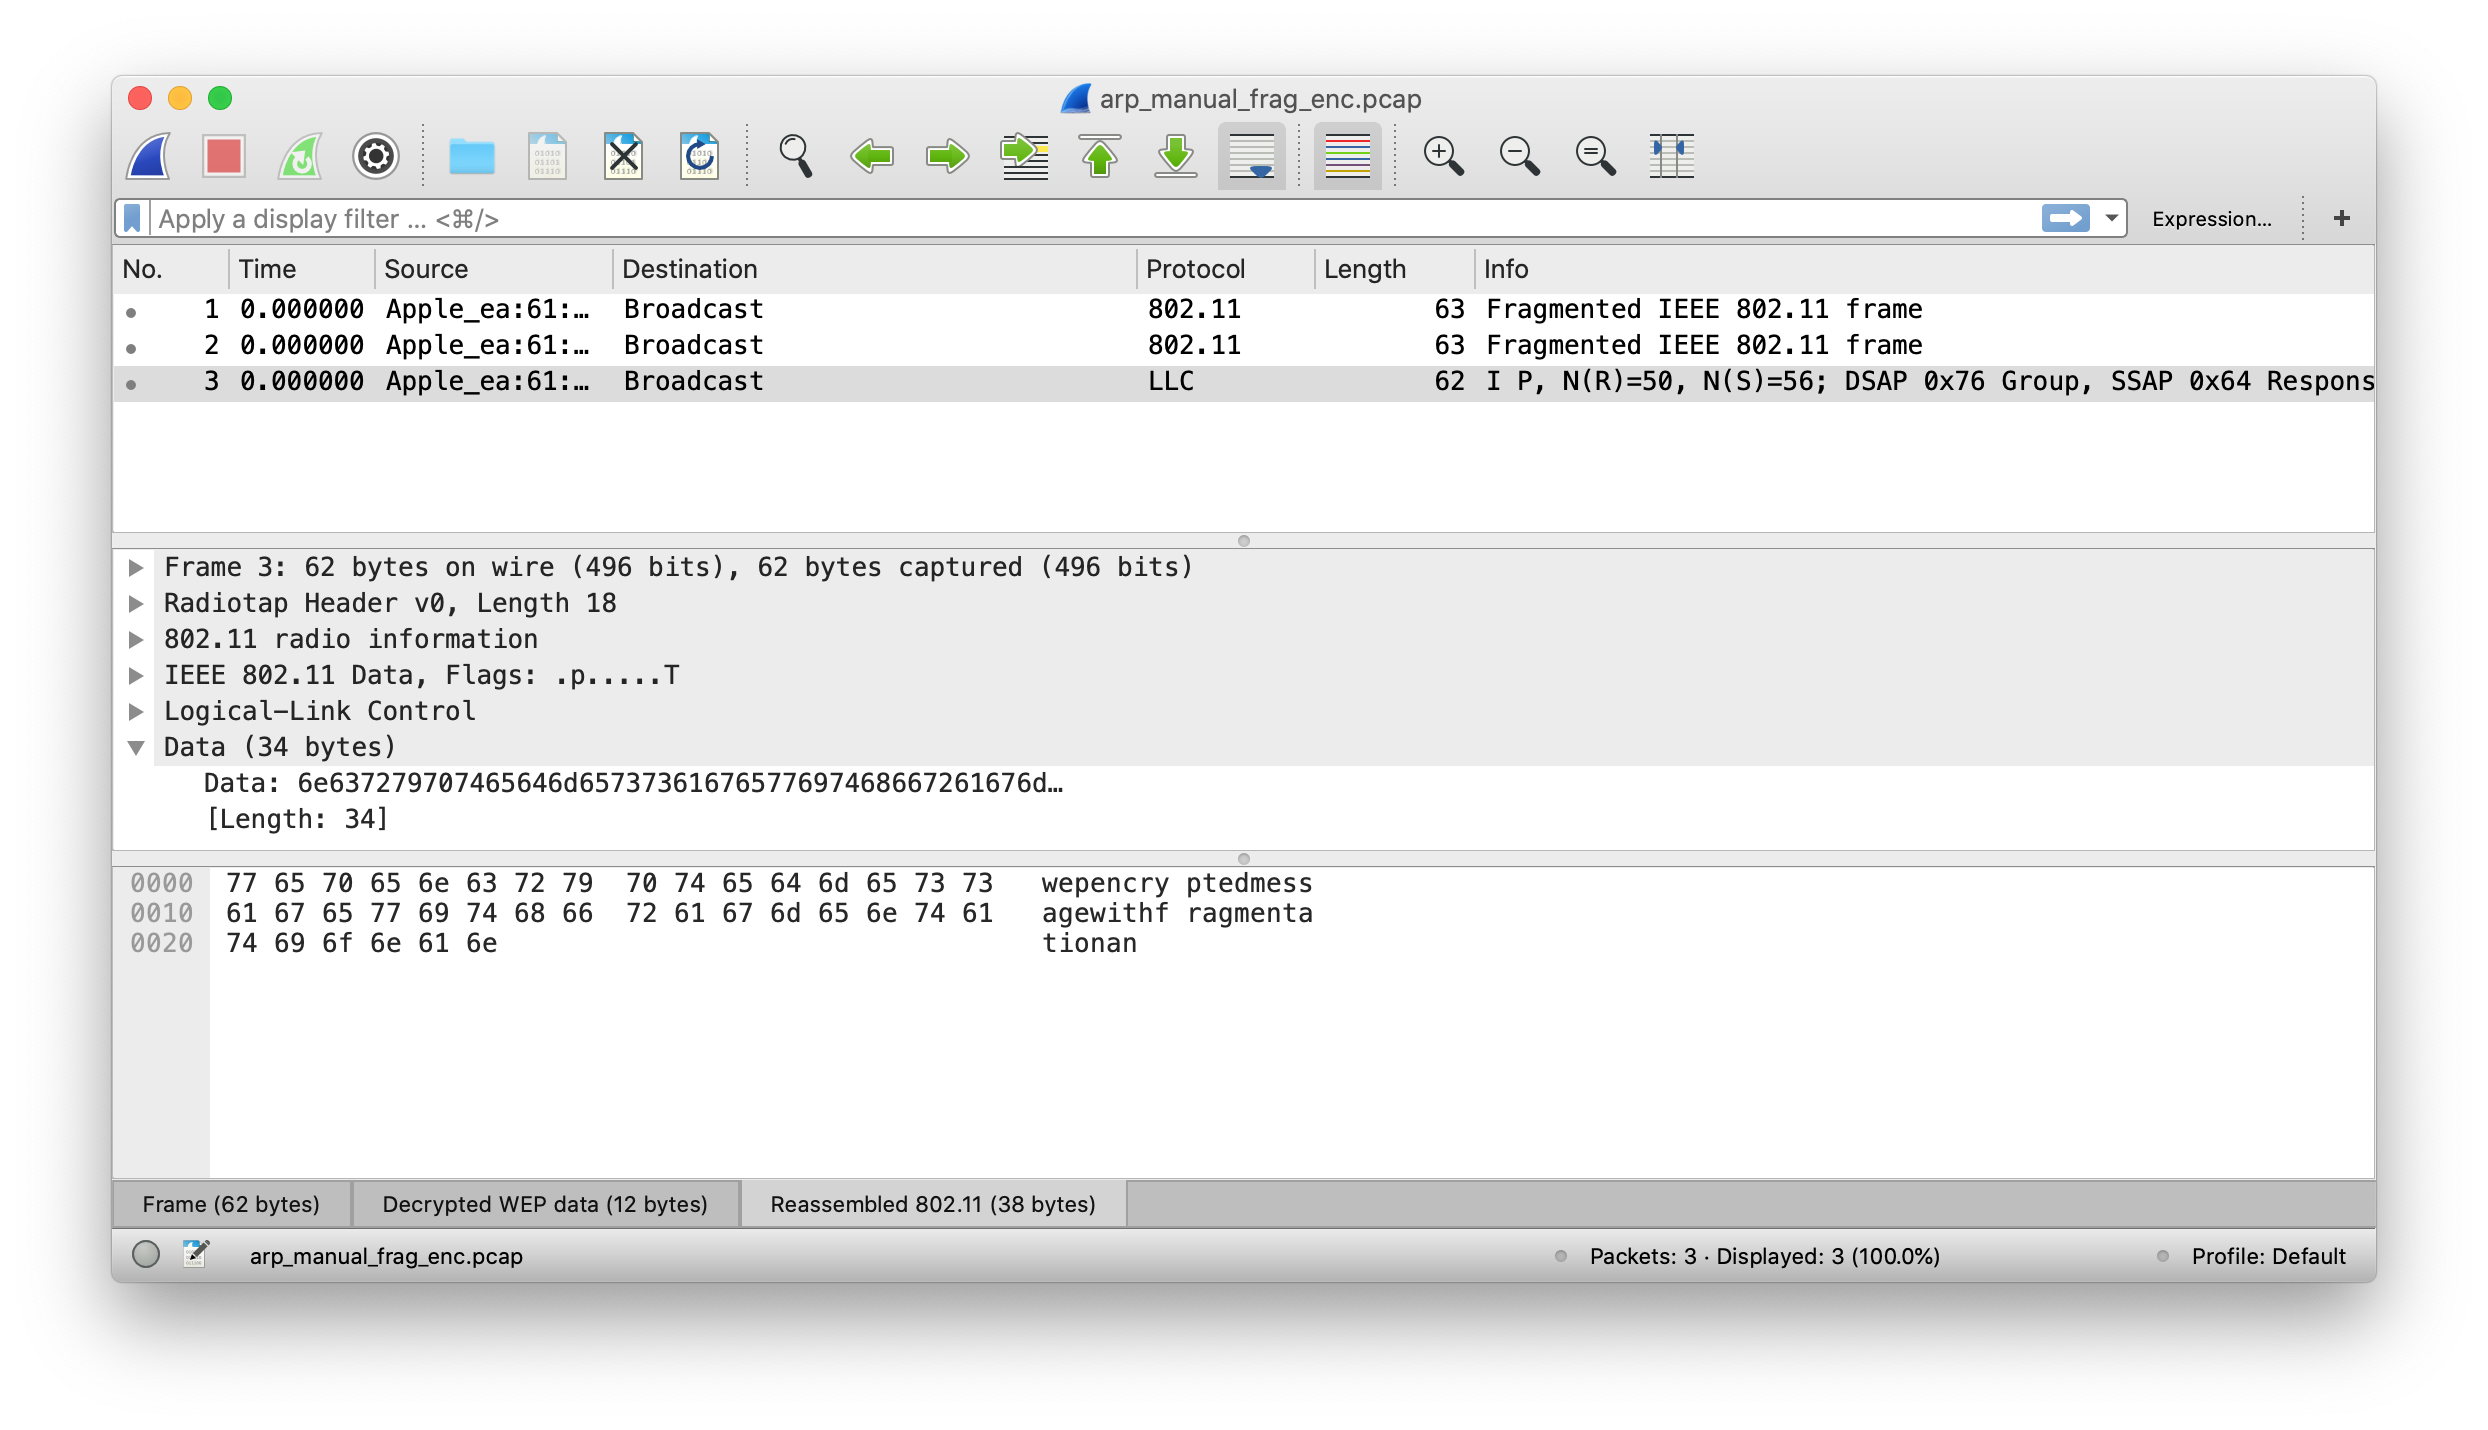 arp_manual_frag_enc.pcap
Apply a display filter ... <⌘/>
Expression...
+
No. Time Source Destination Protocol Length Info
1 0.000000 Apple_ea:61:… Broadcast 802.11 63 Fragmented IEEE 802.11 frame
2 0.000000 Apple_ea:61:… Broadcast 802.11 63 Fragmented IEEE 802.11 frame
3 0.000000 Apple_ea:61:… Broadcast LLC 62 I P, N(R)=50, N(S)=56; DSAP 0x76 Group, SSAP 0x64 Respons
Frame 3: 62 bytes on wire (496 bits), 62 bytes captured (496 bits)
Radiotap Header v0, Length 18
802.11 radio information
IEEE 802.11 Data, Flags: .p.....T
Logical-Link Control
Data (34 bytes)
Data: 6e637279707465646d65737361676577697468667261676d…
[Length: 34]
0000 77 65 70 65 6e 63 72 79 70 74 65 64 6d 65 73 73 wepencry ptedmess
0010 61 67 65 77 69 74 68 66 72 61 67 6d 65 6e 74 61 agewithf ragmenta
0020 74 69 6f 6e 61 6e tionan
Frame (62 bytes) Decrypted WEP data (12 bytes) Reassembled 802.11 (38 bytes)
arp_manual_frag_enc.pcap Packets: 3 · Displayed: 3 (100.0%) Profile: Default